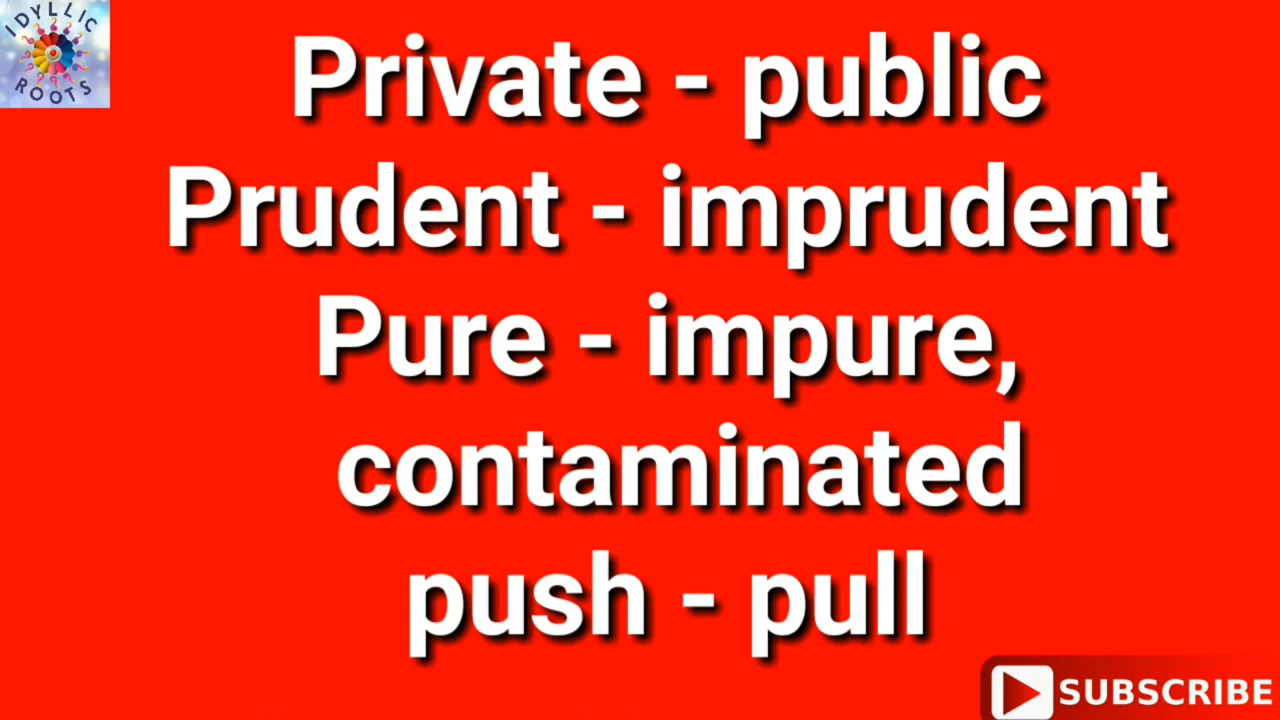 IDYLLIC
ROOTS
Private - public
Prudent - imprudent
Pure - impure,
contaminated
push - pull
SUBSCRIBE